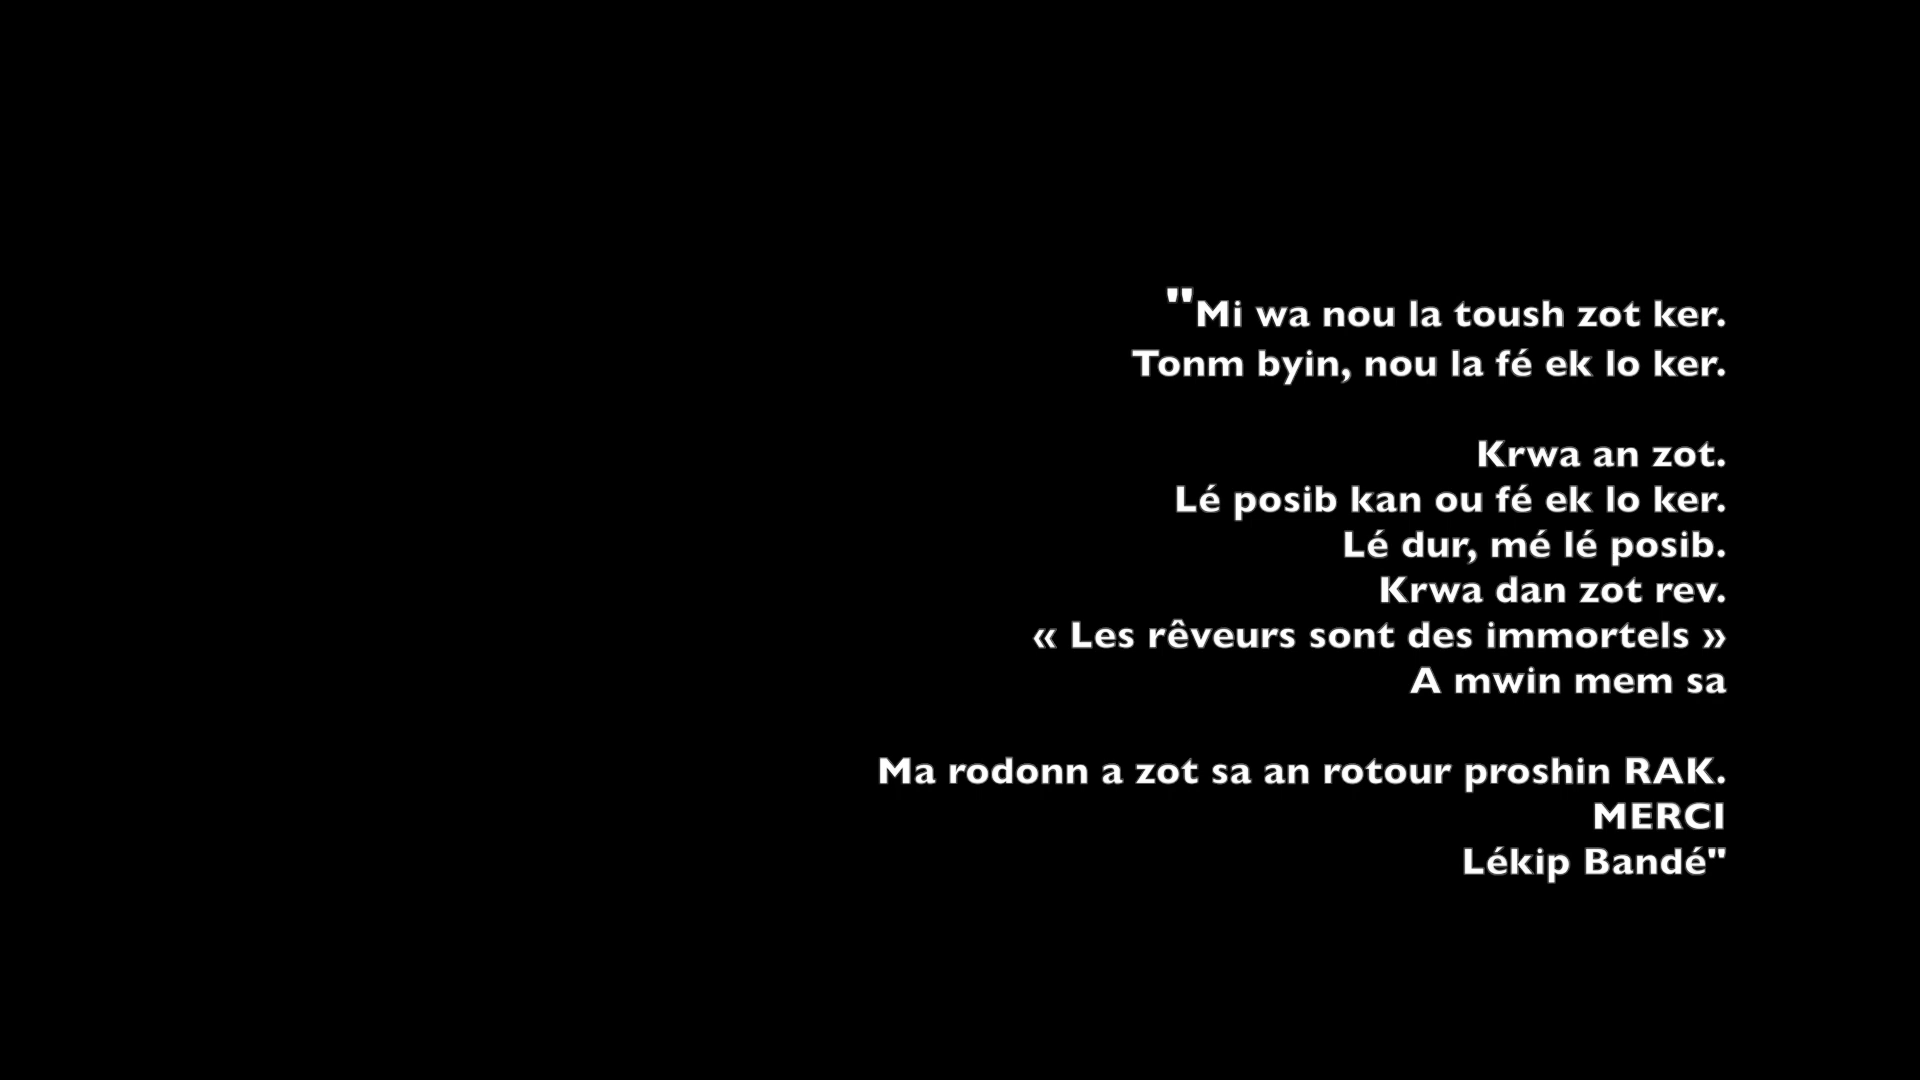 "Mi wa nou la toush zot ker.
Tonm byin, nou la fé ek lo ker.
Krwa an zot.
Lé posib kan ou fé ek lo ker.
Lé dur, mé lé posib.
Krwa dan zot rev.
« Les rêveurs sont des immortels »
A mwin mem sa
Ma rodonn a zot sa an rotour proshin RAK.
MERCI
Lékip Bandé"